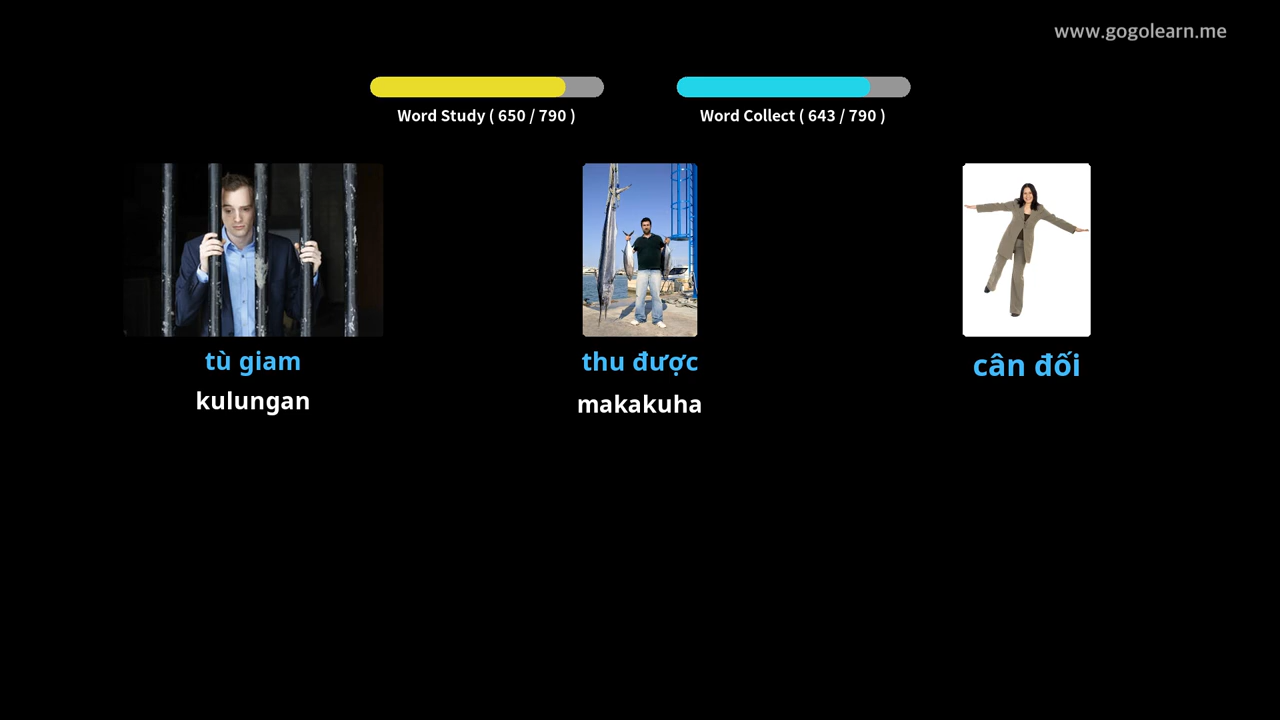 www.gogolearn.me
Word Study ( 650 / 790 )
Word Collect ( 643 / 790 )
tù giam
thu được
cân đối
kulungan
makakuha